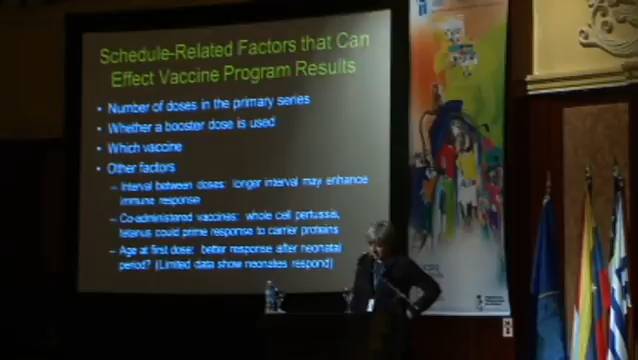 Schedule-Related Factors that Can
Effect Vaccine Program Results
• Number of doses in the primary series
• Whether a booster dose is used
• Which vaccine
• Other factors
– Interval between doses: longer interval may enhance
immune response
– Co-administered vaccines: whole cell pertussis,
tetanus could prime response to carrier proteins
– Age at first dose: better response after neonatal
period? (Limited data show neonates respond)